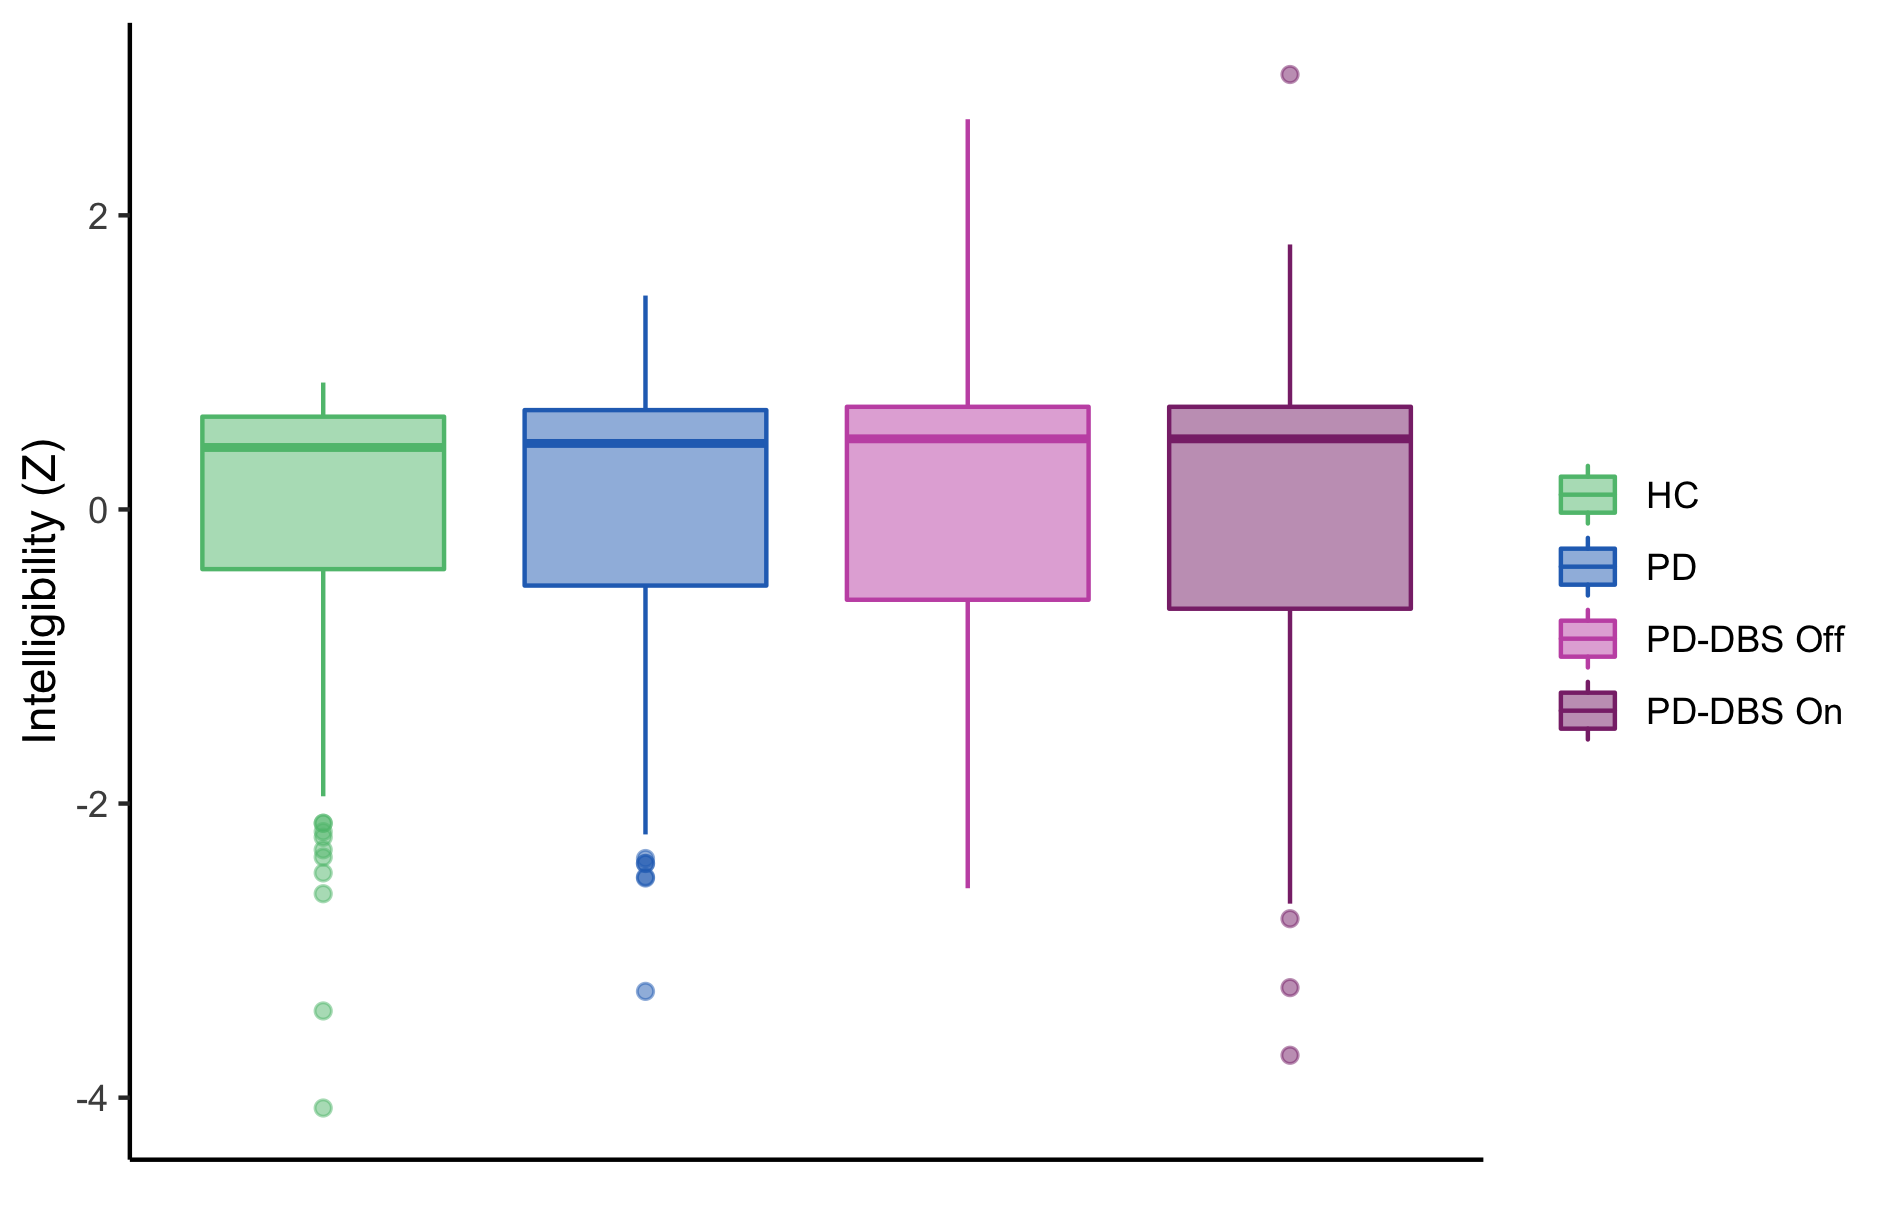 Intelligibility (Z)
2
0
-2
-4
HC
PD
PD-DBS Off
PD-DBS On